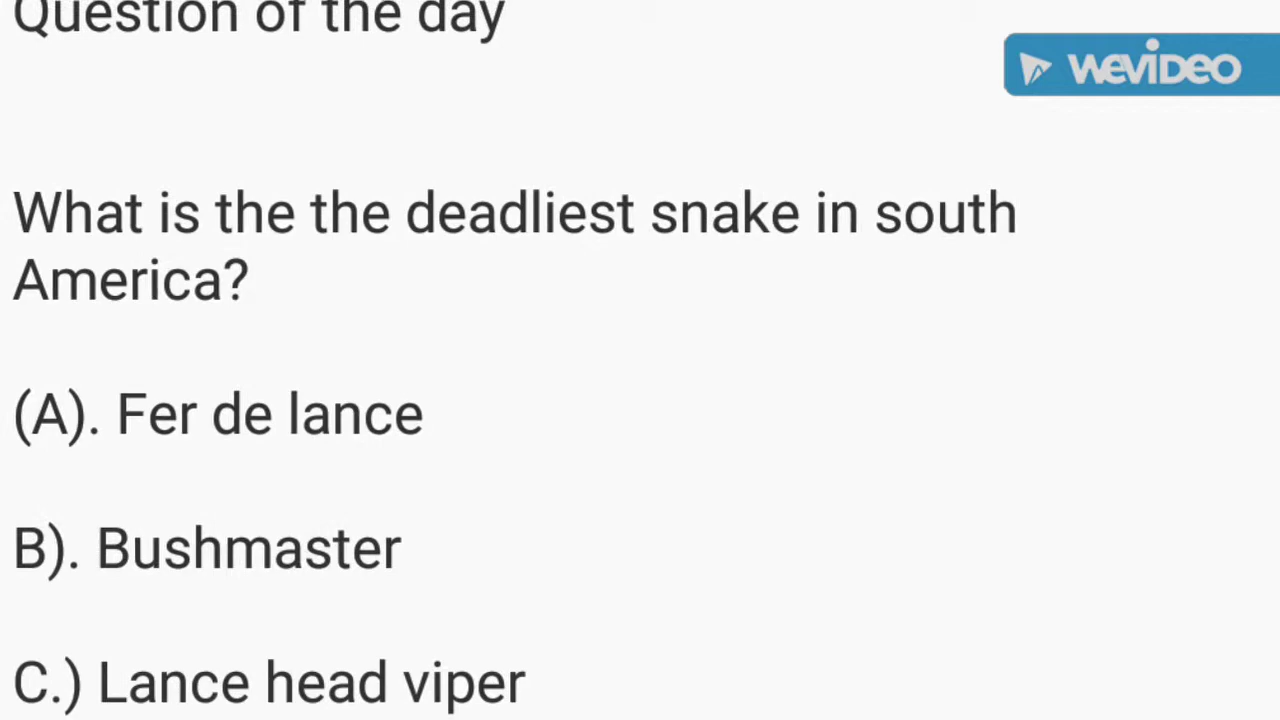 Question of the day
WeVideo
What is the the deadliest snake in south
America?
(A). Fer de lance
B). Bushmaster
C.) Lance head viper